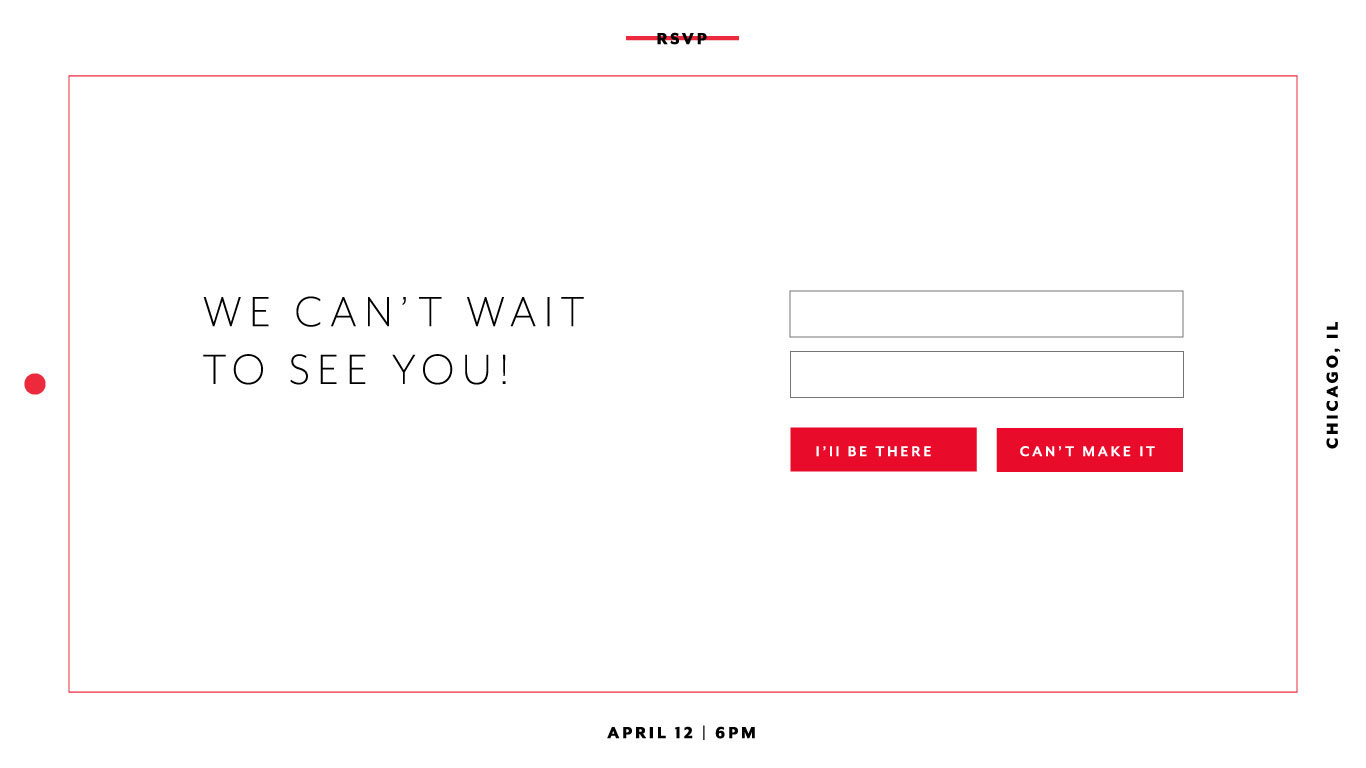 RSVP
WE CAN’T WAIT
TO SEE YOU!
I’ll BE THERE
CAN’T MAKE IT
CHICAGO, IL
APRIL 12 | 6PM